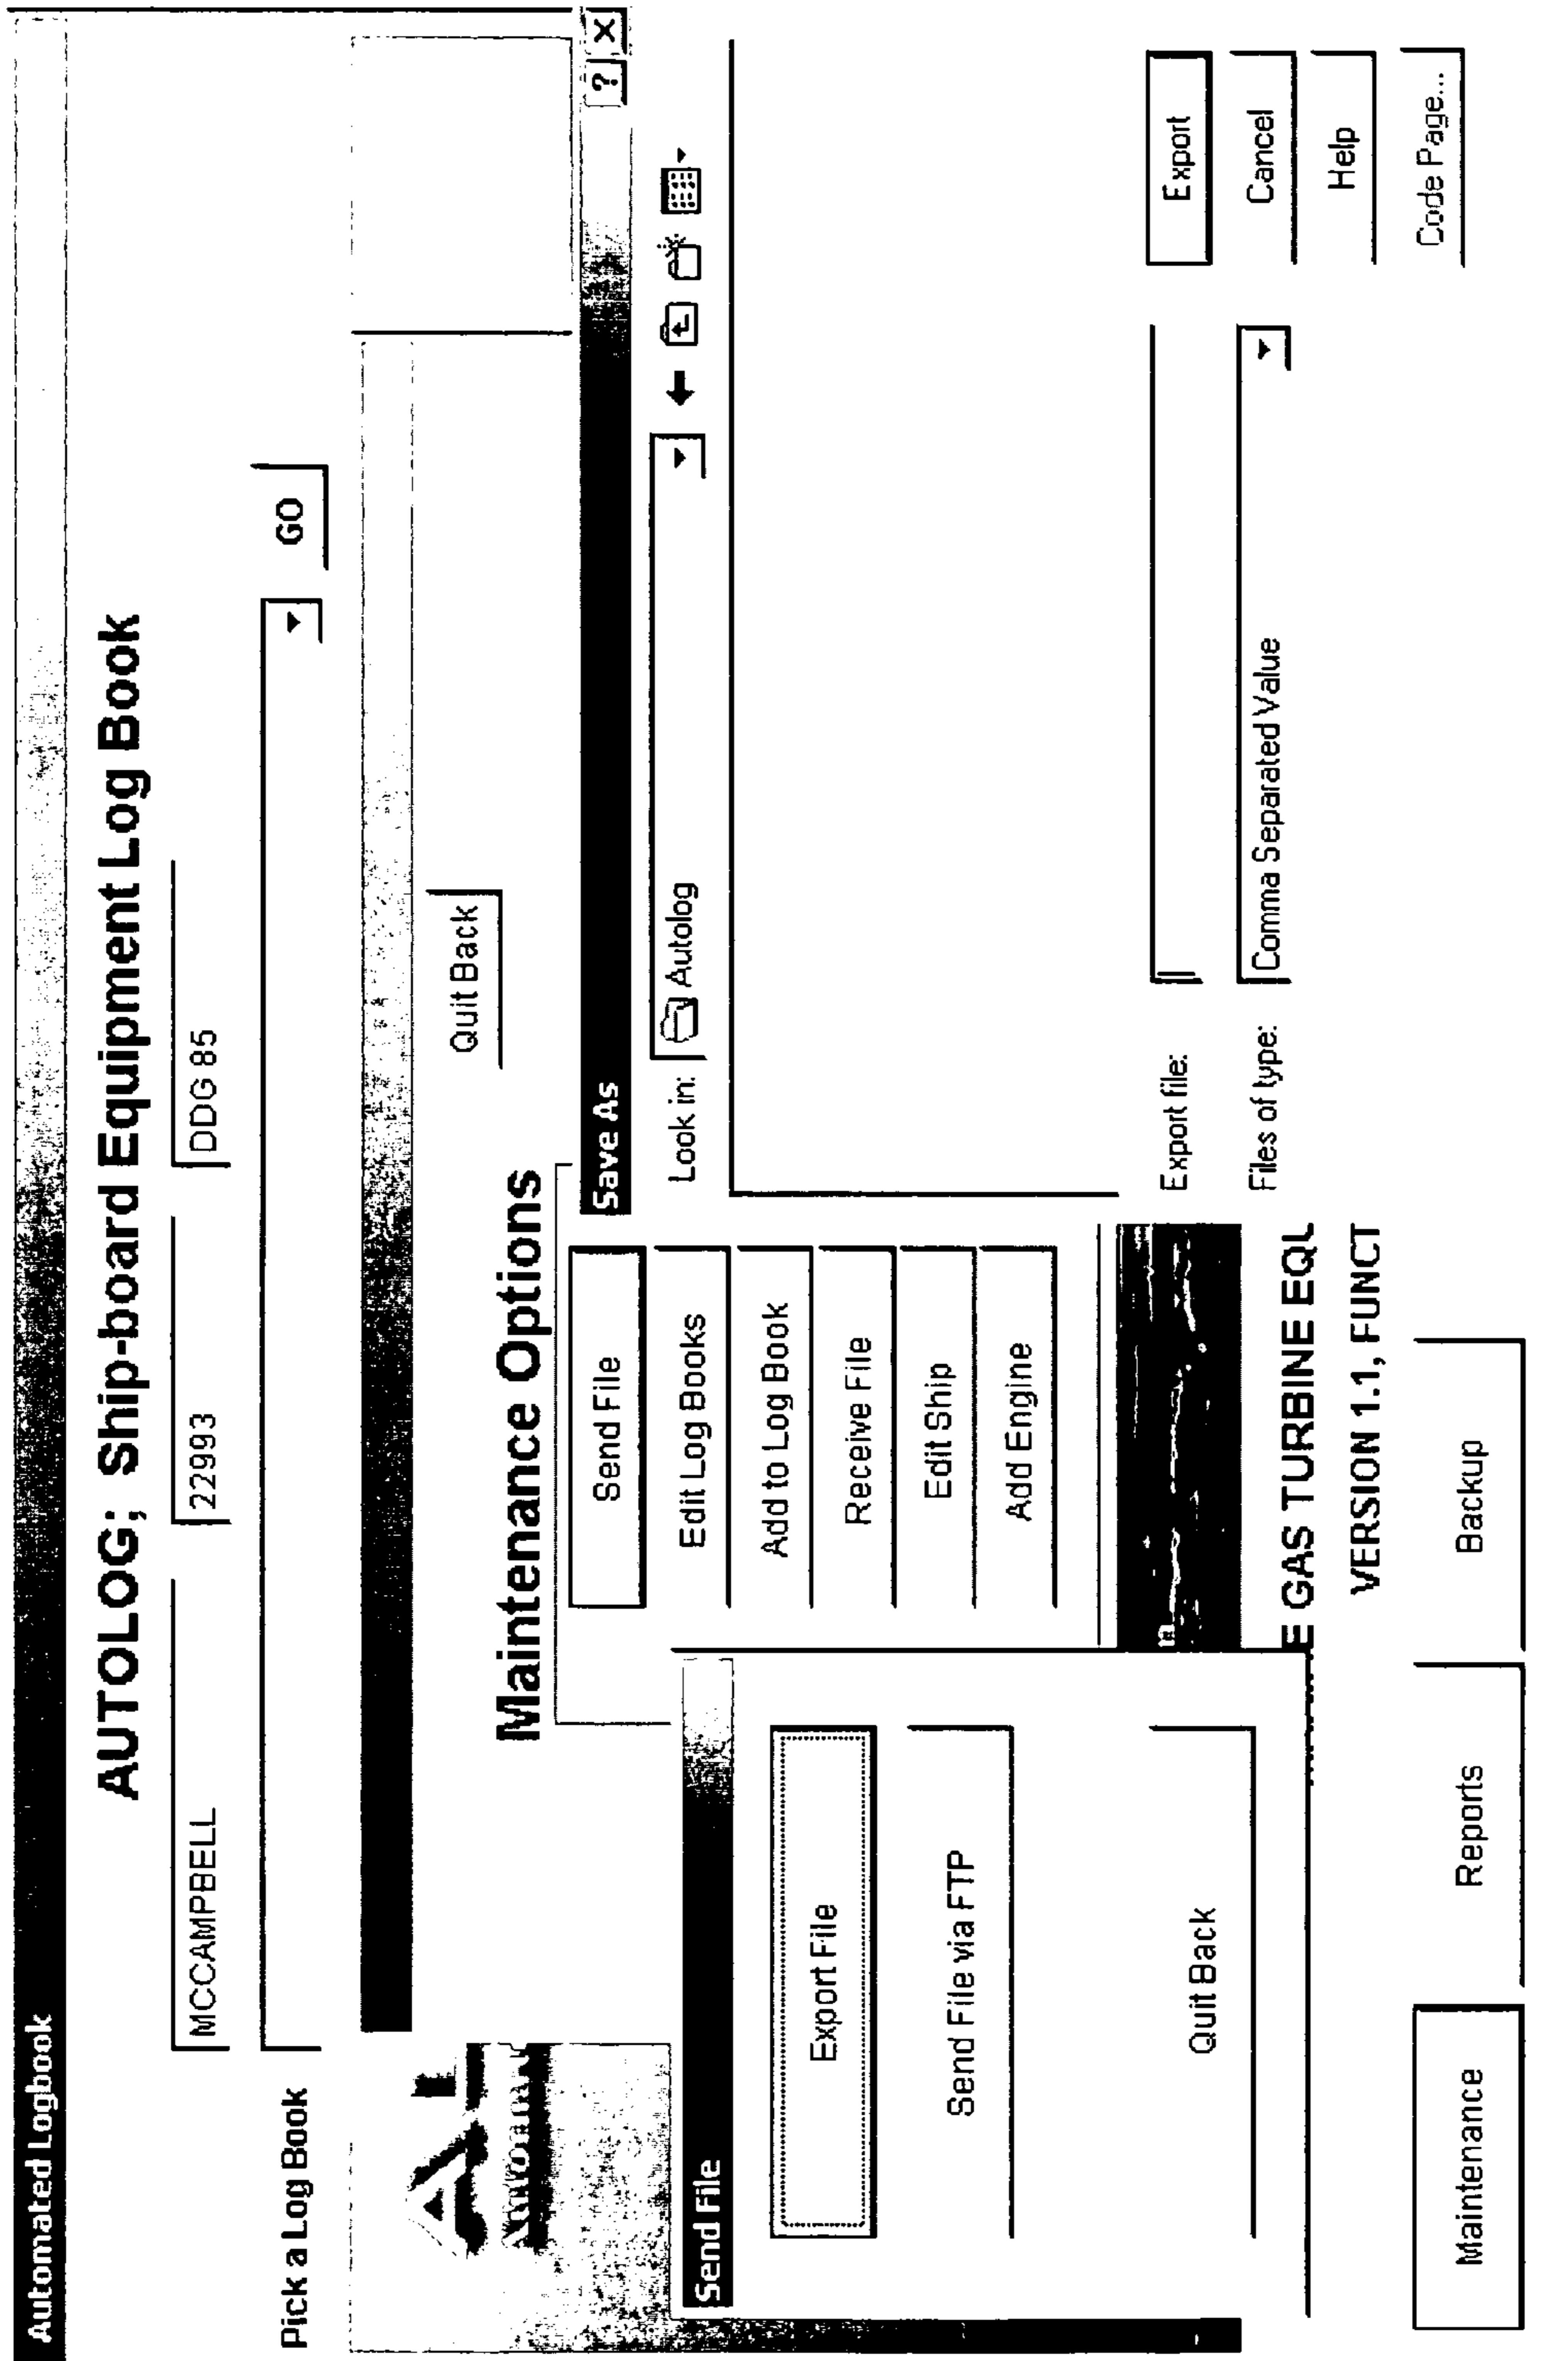 Automated Logbook
AUTOLOG; Ship-board Equipment Log Book
MCCAMPBELL
22993
DDG 85
Pick a Log Book
GO
Quit Back
Maintenance Options
Send File
Edit Log Books
Add to Log Book
Receive File
Edit Ship
Add Engine
Save As
? X
Look in:
Autolog
Export file:
Files of type:
Comma Separated Value
Export
Cancel
Help
Code Page...
Send File
Export File
Send File via FTP
Quit Back
E GAS TURBINE EQL
VERSION 1.1, FUNCT
Maintenance
Reports
Backup